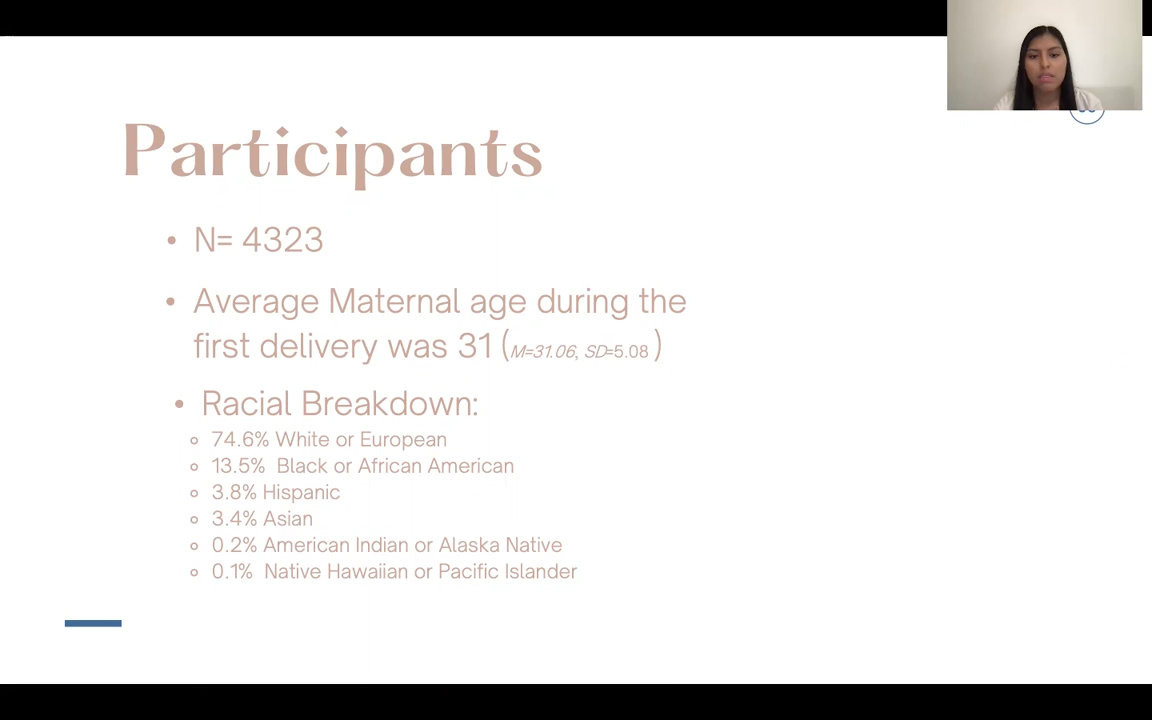 Participants
• N= 4323
• Average Maternal age during the
first delivery was 31 (M=31.06, SD=5.08 )
• Racial Breakdown:
◦ 74.6% White or European
◦ 13.5% Black or African American
◦ 3.8% Hispanic
◦ 3.4% Asian
◦ 0.2% American Indian or Alaska Native
◦ 0.1% Native Hawaiian or Pacific Islander